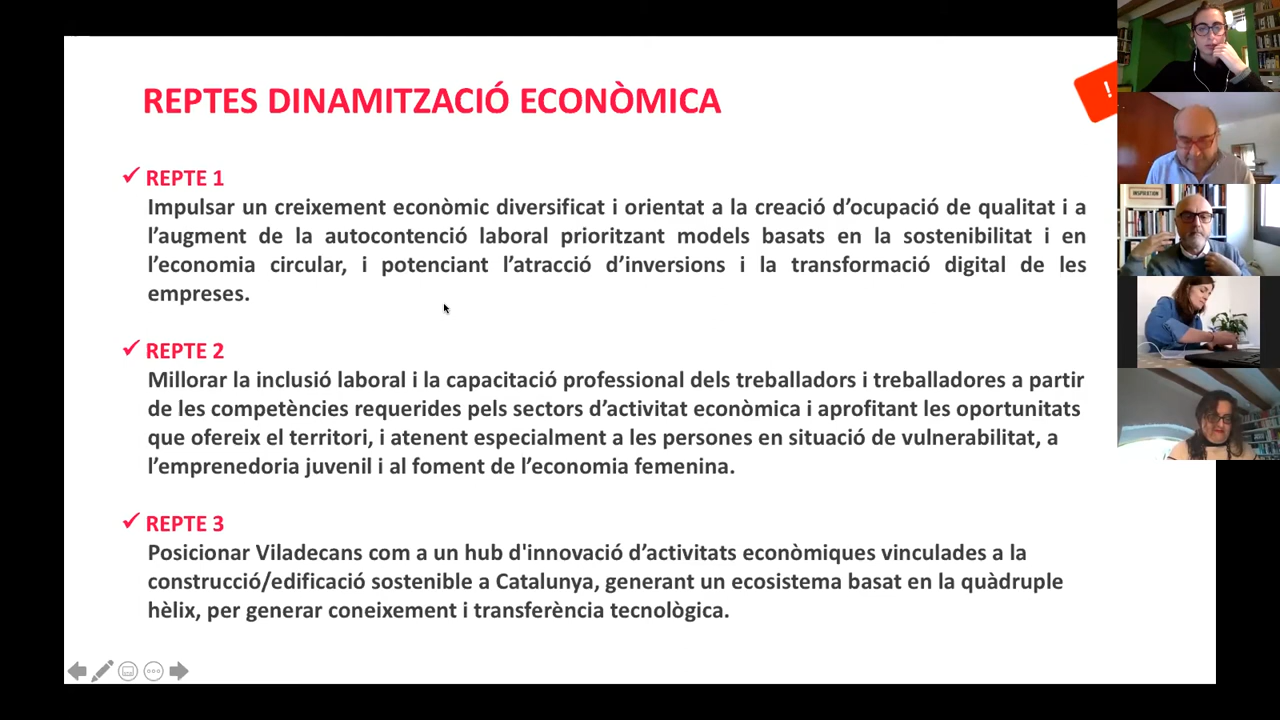 REPTES DINAMITZACIÓ ECONÒMICA
!
INSPIRATION
✓ REPTE 1
Impulsar un creixement econòmic diversificat i orientat a la creació d’ocupació de qualitat i a
l’augment de la autocontenció laboral prioritzant models basats en la sostenibilitat i en
l’economia circular, i potenciant l’atracció d’inversions i la transformació digital de les
empreses.
✓ REPTE 2
Millorar la inclusió laboral i la capacitació professional dels treballadors i treballadores a partir
de les competències requerides pels sectors d’activitat econòmica i aprofitant les oportunitats
que ofereix el territori, i atenent especialment a les persones en situació de vulnerabilitat, a
l’emprenedoria juvenil i al foment de l’economia femenina.
✓ REPTE 3
Posicionar Viladecans com a un hub d'innovació d’activitats econòmiques vinculades a la
construcció/edificació sostenible a Catalunya, generant un ecosistema basat en la quàdruple
hèlix, per generar coneixement i transferència tecnològica.